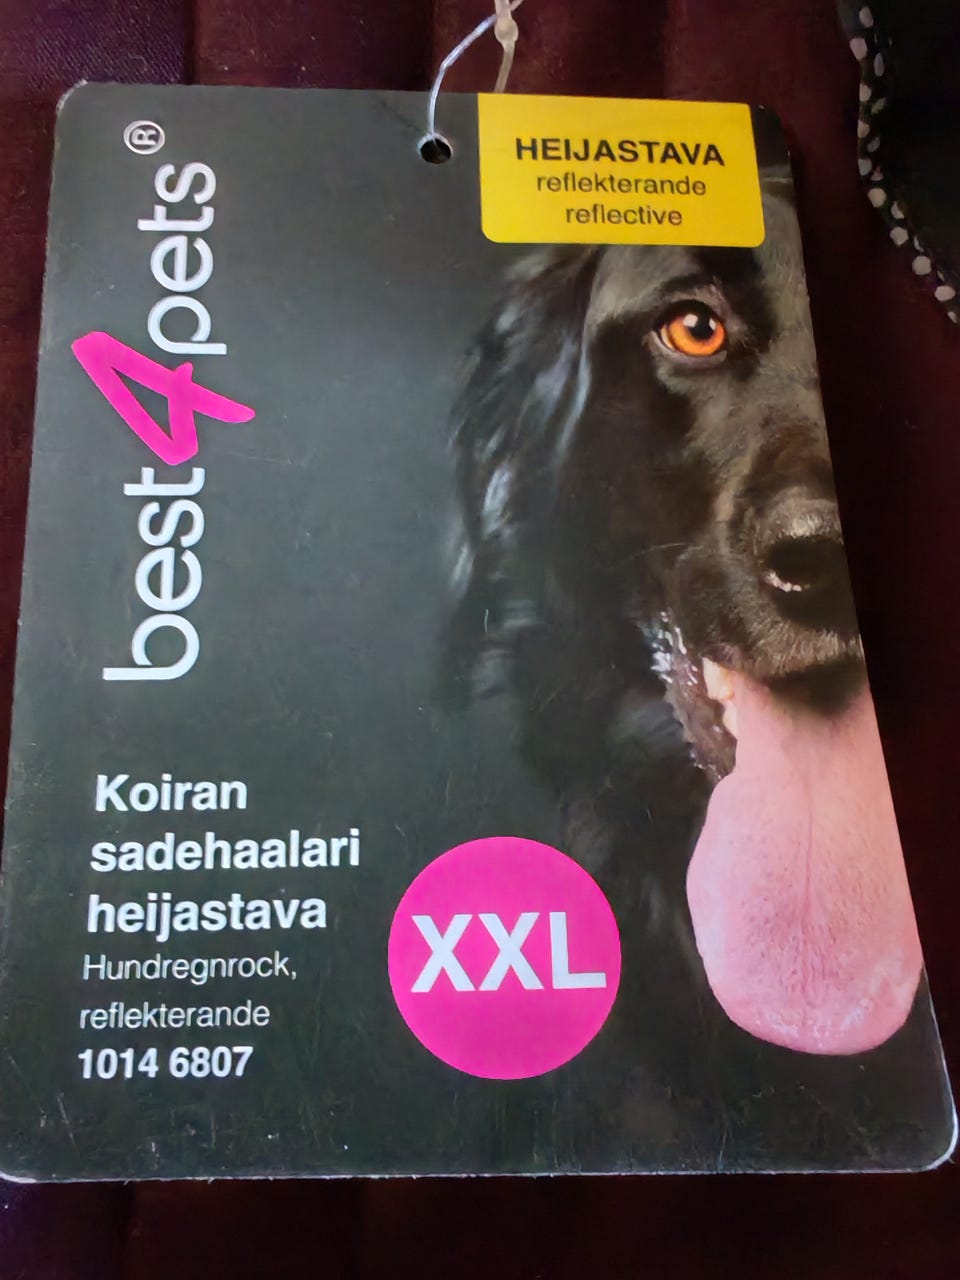 best4pets®
HEIJASTAVA
reflekterande
reflective
Koiran
sadehaalari
heijastava
Hundregnrock,
reflekterande
1014 6807
XXL